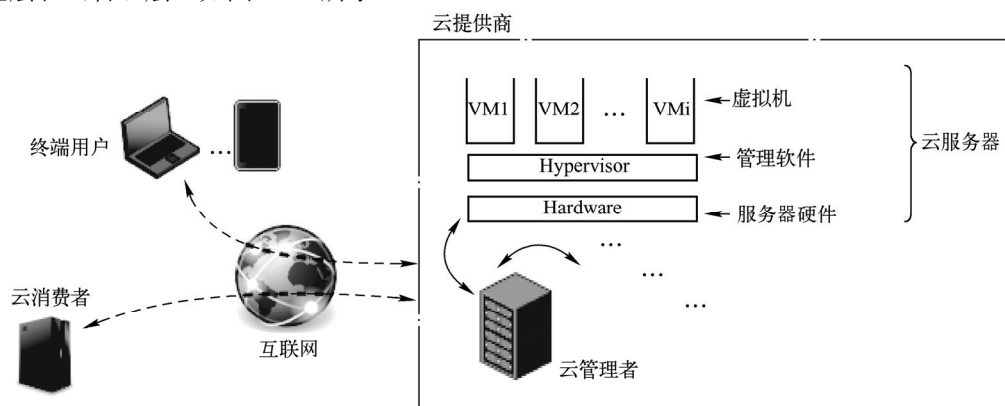 云提供商
VM1 VM2 … VMi
虚拟机
云服务器
终端用户
…
Hypervisor
管理软件
Hardware
服务器硬件
…
…
…
云消费者
互联网
云管理者